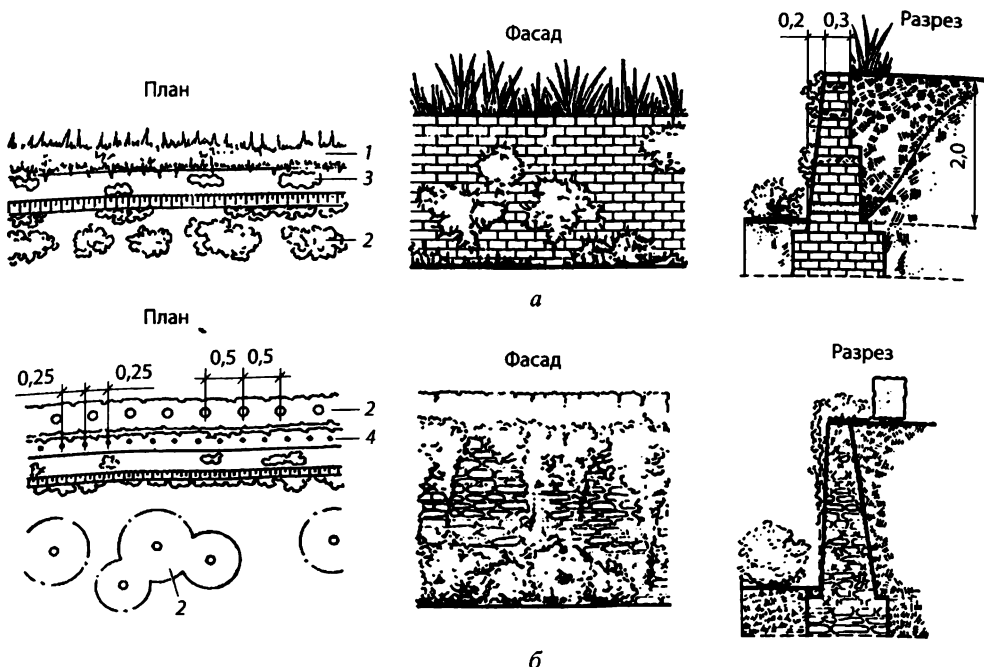 План
Фасад
Разрез
0,2 0,3
1
3
2
2,0
а
План
Фасад
Разрез
0,25 0,25 0,5 0,5
2
4
2
б